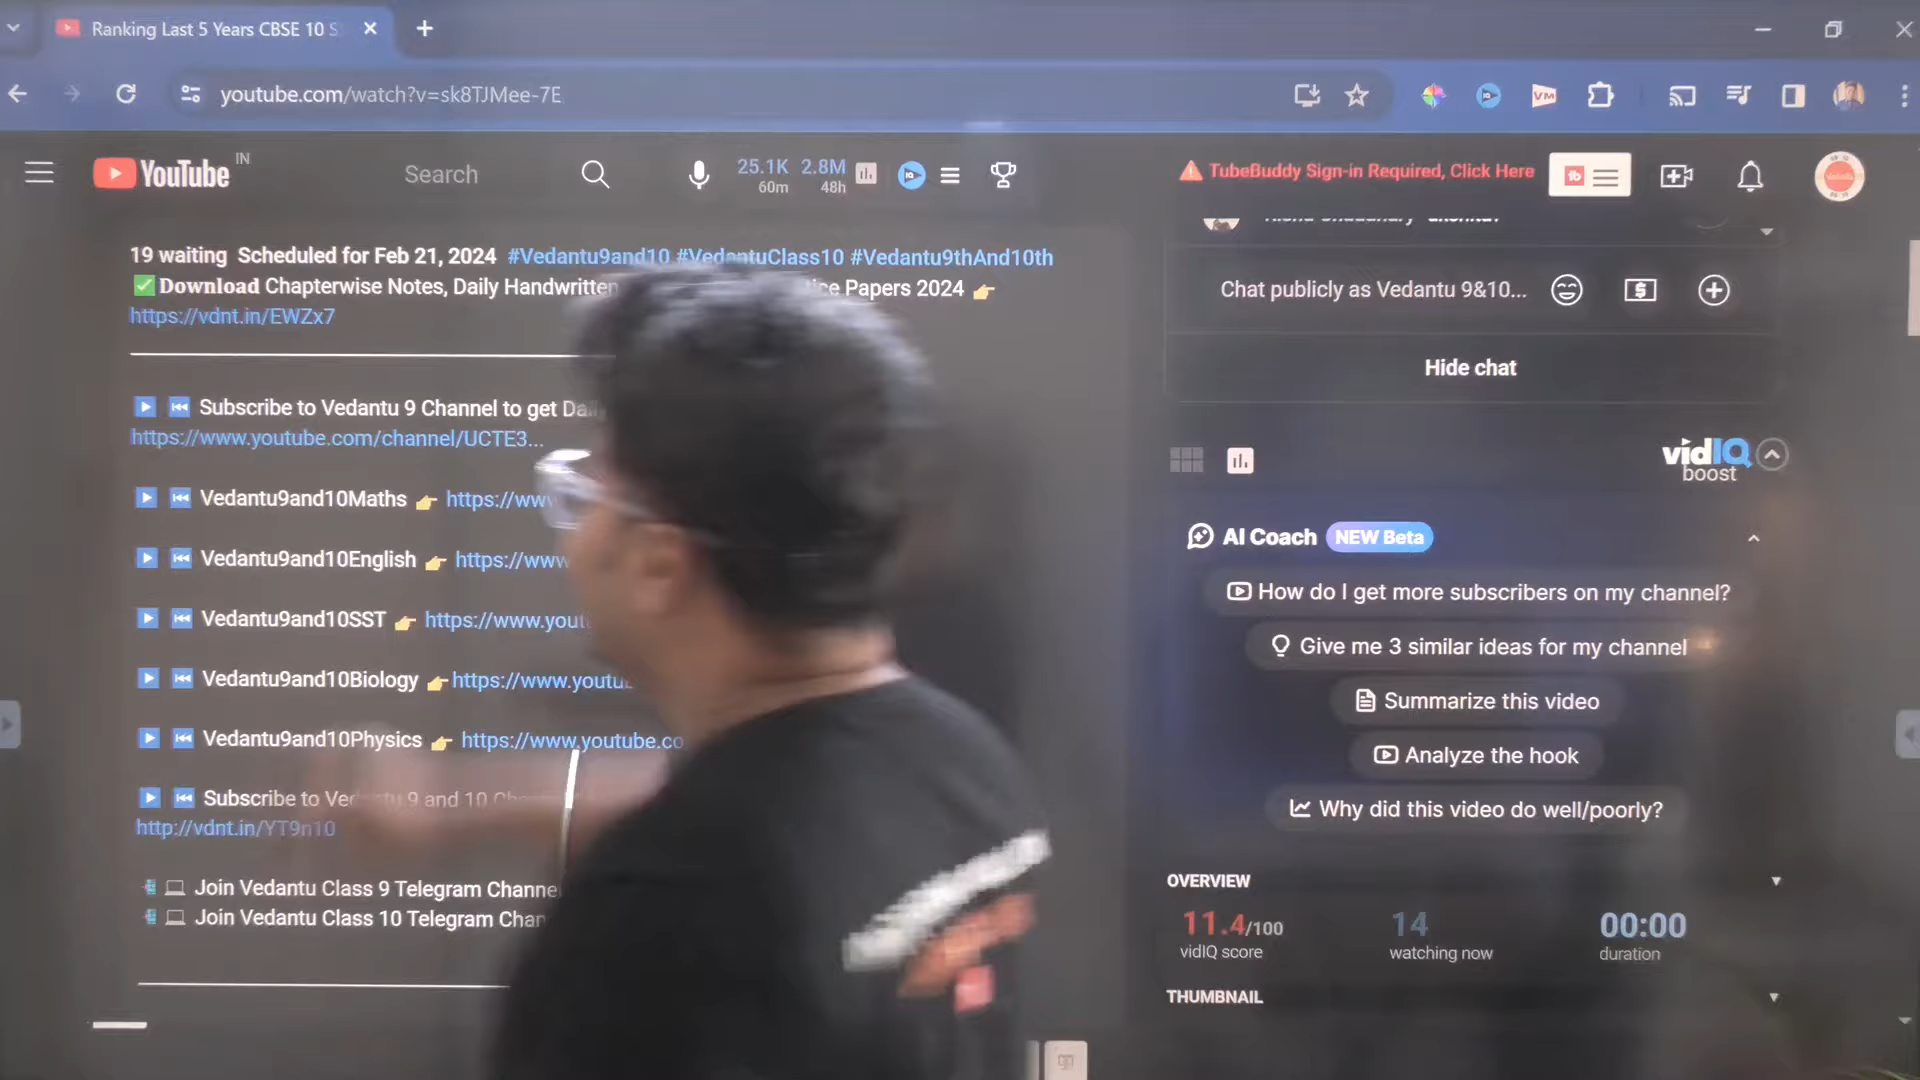 Ranking Last 5 Years CBSE 10 S
youtube.com/watch?v=sk8TJMee-7E
VM
YouTube IN
Search
25.1K 2.8M
60m 48h
TubeBuddy Sign-in Required, Click Here
19 waiting Scheduled for Feb 21, 2024 #Vedantu9and10 #VedantuClass10 #Vedantu9thAnd10th
✅Download Chapterwise Notes, Daily Handwritten Papers 2024 👉
https://vdnt.in/EWZx7
Subscribe to Vedantu 9 Channel to get
https://www.youtube.com/channel/UCTE3...
Vedantu9and10Maths 👉 https://www
Vedantu9and10English 👉 https://www
Vedantu9and10SST 👉 https://www.yout
Vedantu9and10Biology 👉 https://www.youtu
Vedantu9and10Physics 👉 https://www.youtube.co
Subscribe to Vedantu 9 and 10
http://vdnt.in/YT9n10
Join Vedantu Class 9 Telegram Channe
Join Vedantu Class 10 Telegram Chan
Chat publicly as Vedantu 9&10...
Hide chat
vidIQ
boost
AI Coach NEW Beta
How do I get more subscribers on my channel?
Give me 3 similar ideas for my channel
Summarize this video
Analyze the hook
Why did this video do well/poorly?
OVERVIEW
11.4/100 14 00:00
vidIQ score watching now duration
THUMBNAIL